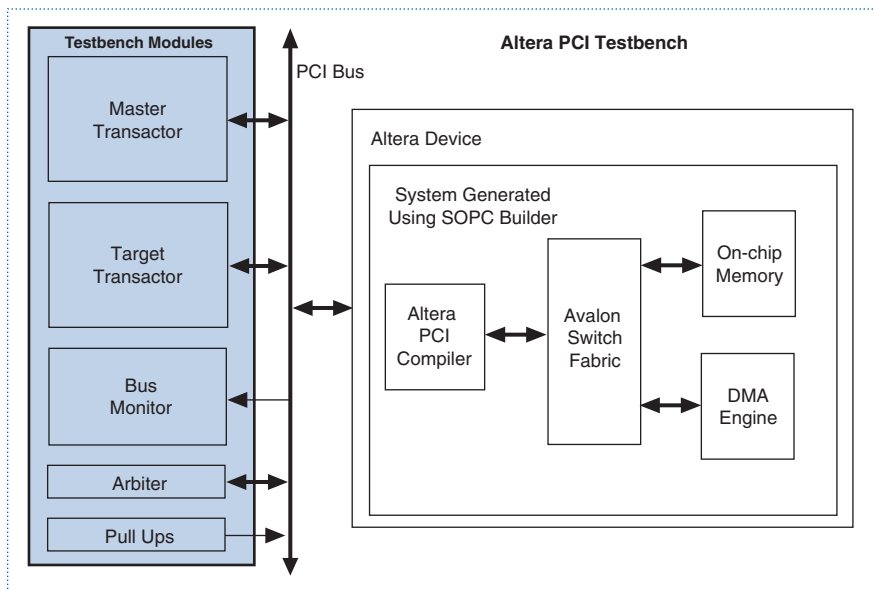 Testbench Modules
Altera PCI Testbench
PCI Bus
Master
Transactor
Altera Device
System Generated
Using SOPC Builder
Target
Transactor
On-chip
Memory
Altera
PCI
Compiler
Avalon
Switch
Fabric
Bus
Monitor
DMA
Engine
Arbiter
Pull Ups